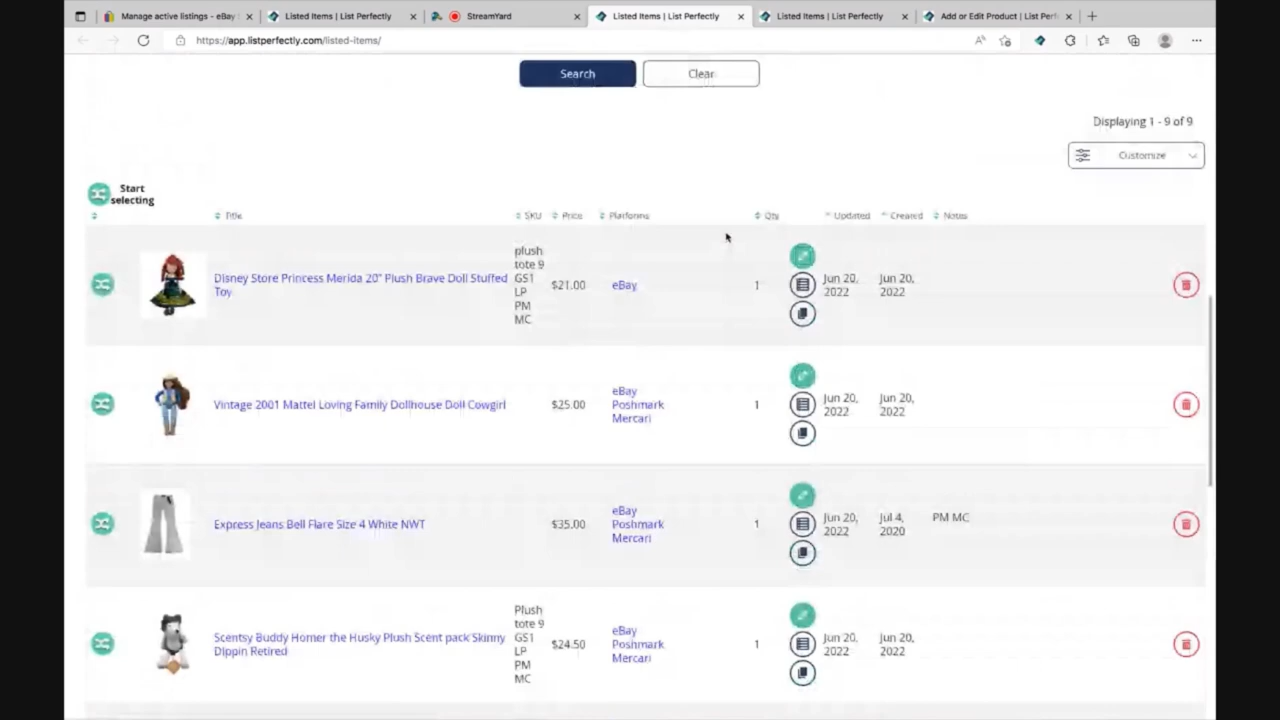 Manage active listings - eBay
Listed Items | List Perfectly
StreamYard
Listed Items | List Perfectly
Listed Items | List Perfectly
Add or Edit Product | List Perf
https://app.listperfectly.com/listed-items/
Search
Clear
Displaying 1 - 9 of 9
Customize
Start
selecting
Title
SKU
Price
Platforms
Qty
Updated
Created
Notes
Disney Store Princess Merida 20" Plush Brave Doll Stuffed
Toy
plush
tote 9
GS1
LP
PM
MC
$21.00
eBay
1
Jun 20,
2022
Jun 20,
2022
Vintage 2001 Mattel Loving Family Dollhouse Doll Cowgirl
$25.00
eBay
Poshmark
Mercari
1
Jun 20,
2022
Jun 20,
2022
Express Jeans Bell Flare Size 4 White NWT
$35.00
eBay
Poshmark
Mercari
1
Jun 20,
2022
Jul 4,
2020
PM MC
Scentsy Buddy Homer the Husky Plush Scent pack Skinny
Dippin Retired
Plush
tote 9
GS1
LP
PM
MC
$24.50
eBay
Poshmark
Mercari
1
Jun 20,
2022
Jun 20,
2022